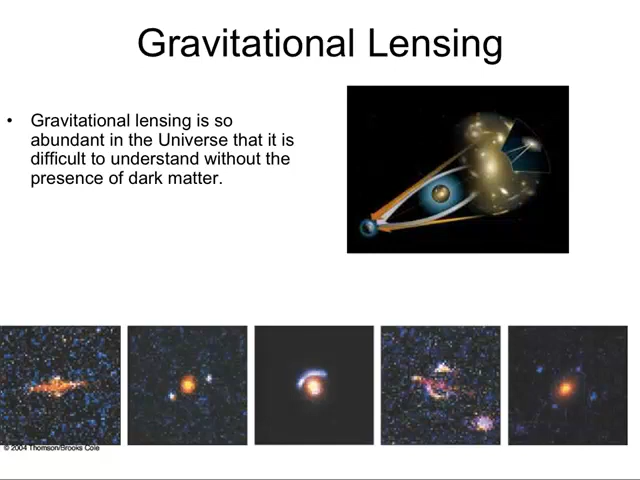 Gravitational Lensing
• Gravitational lensing is so
abundant in the Universe that it is
difficult to understand without the
presence of dark matter.
© 2004 Thomson/Brooks Cole